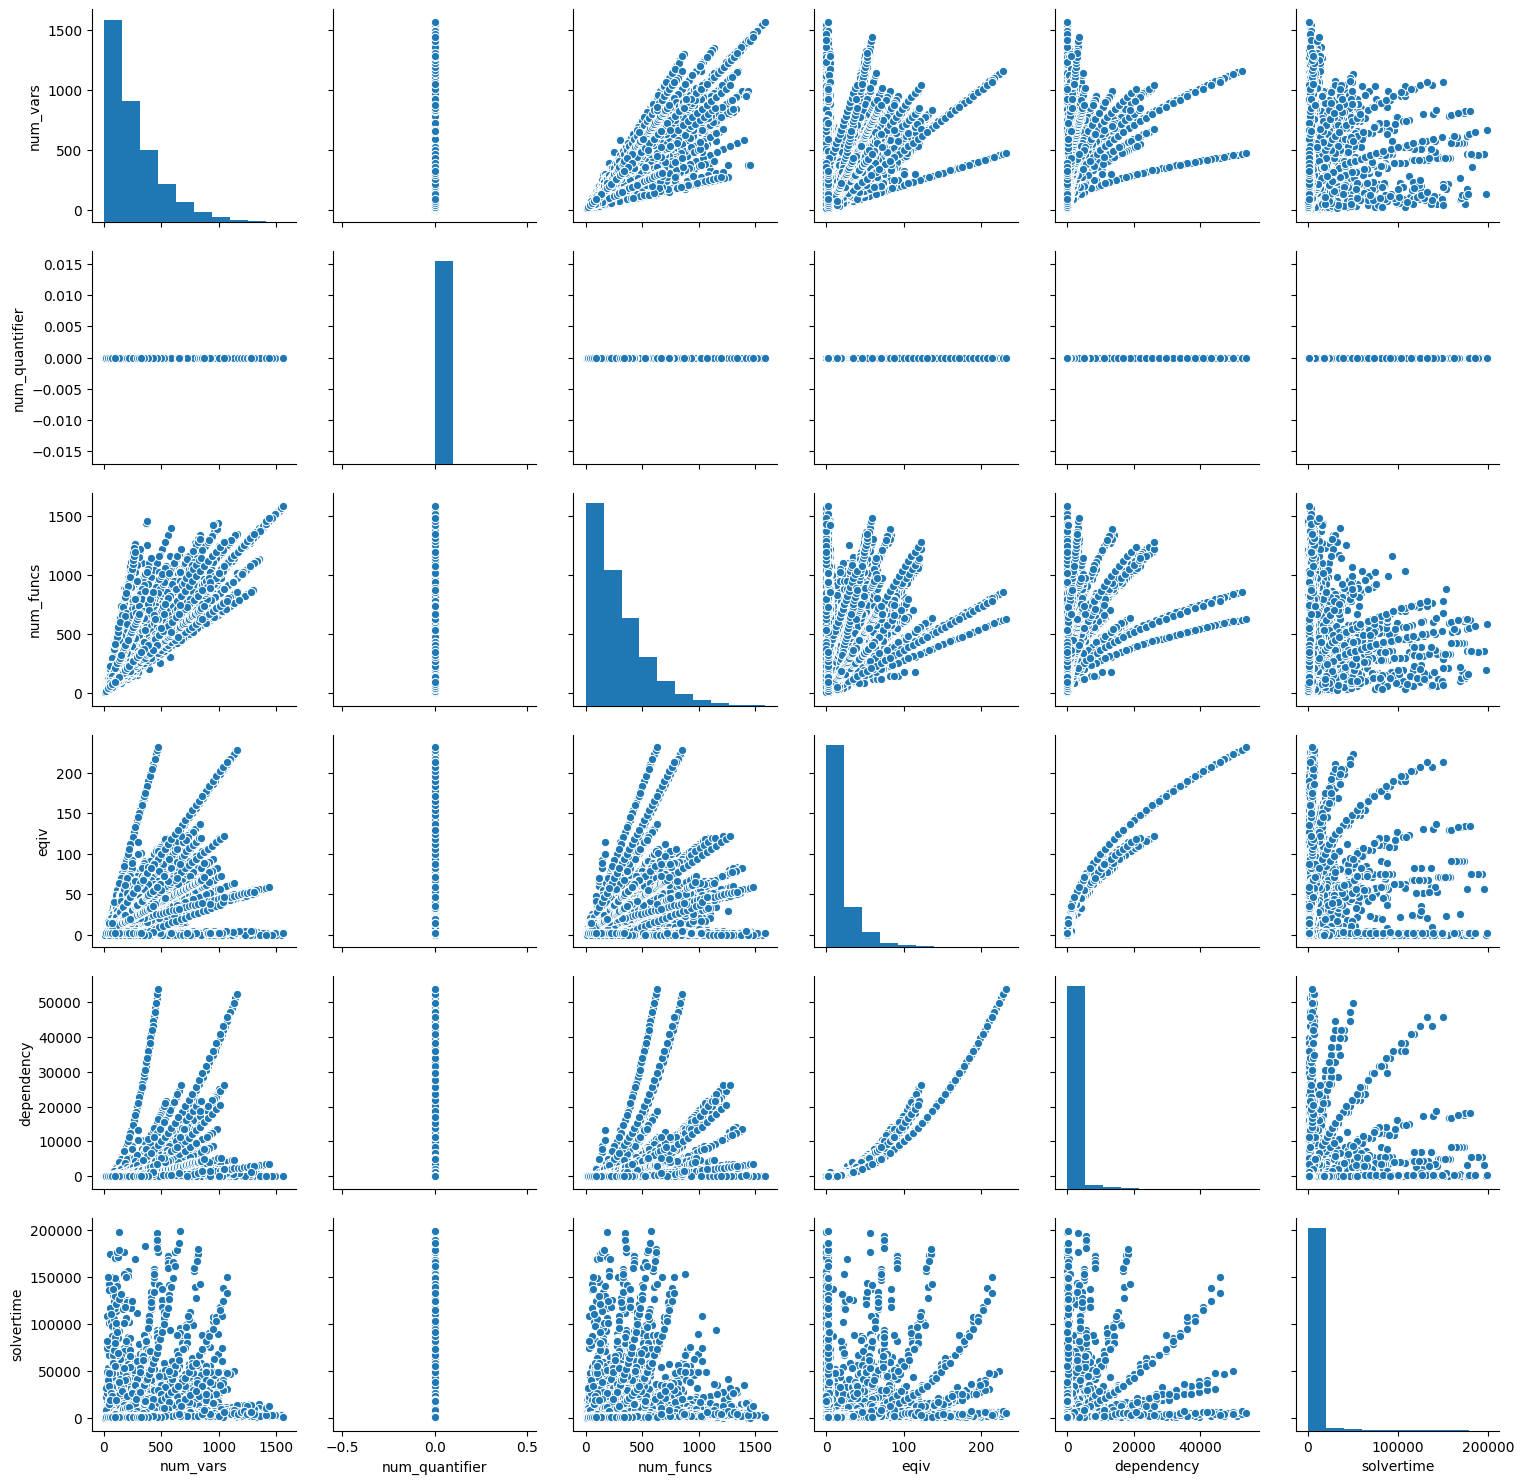 1500
1000
500
0
num_vars
0.015
0.010
0.005
0.000
−0.005
−0.010
−0.015
num_quantifier
1500
1000
500
0
num_funcs
200
150
100
50
0
eqiv
50000
40000
30000
20000
10000
0
dependency
200000
150000
100000
50000
0
solvertime
0 500 1000 1500
−0.5 0.0 0.5
0 500 1000 1500
0 100 200
0 20000 40000
0 100000 200000
num_vars num_quantifier num_funcs eqiv dependency solvertime